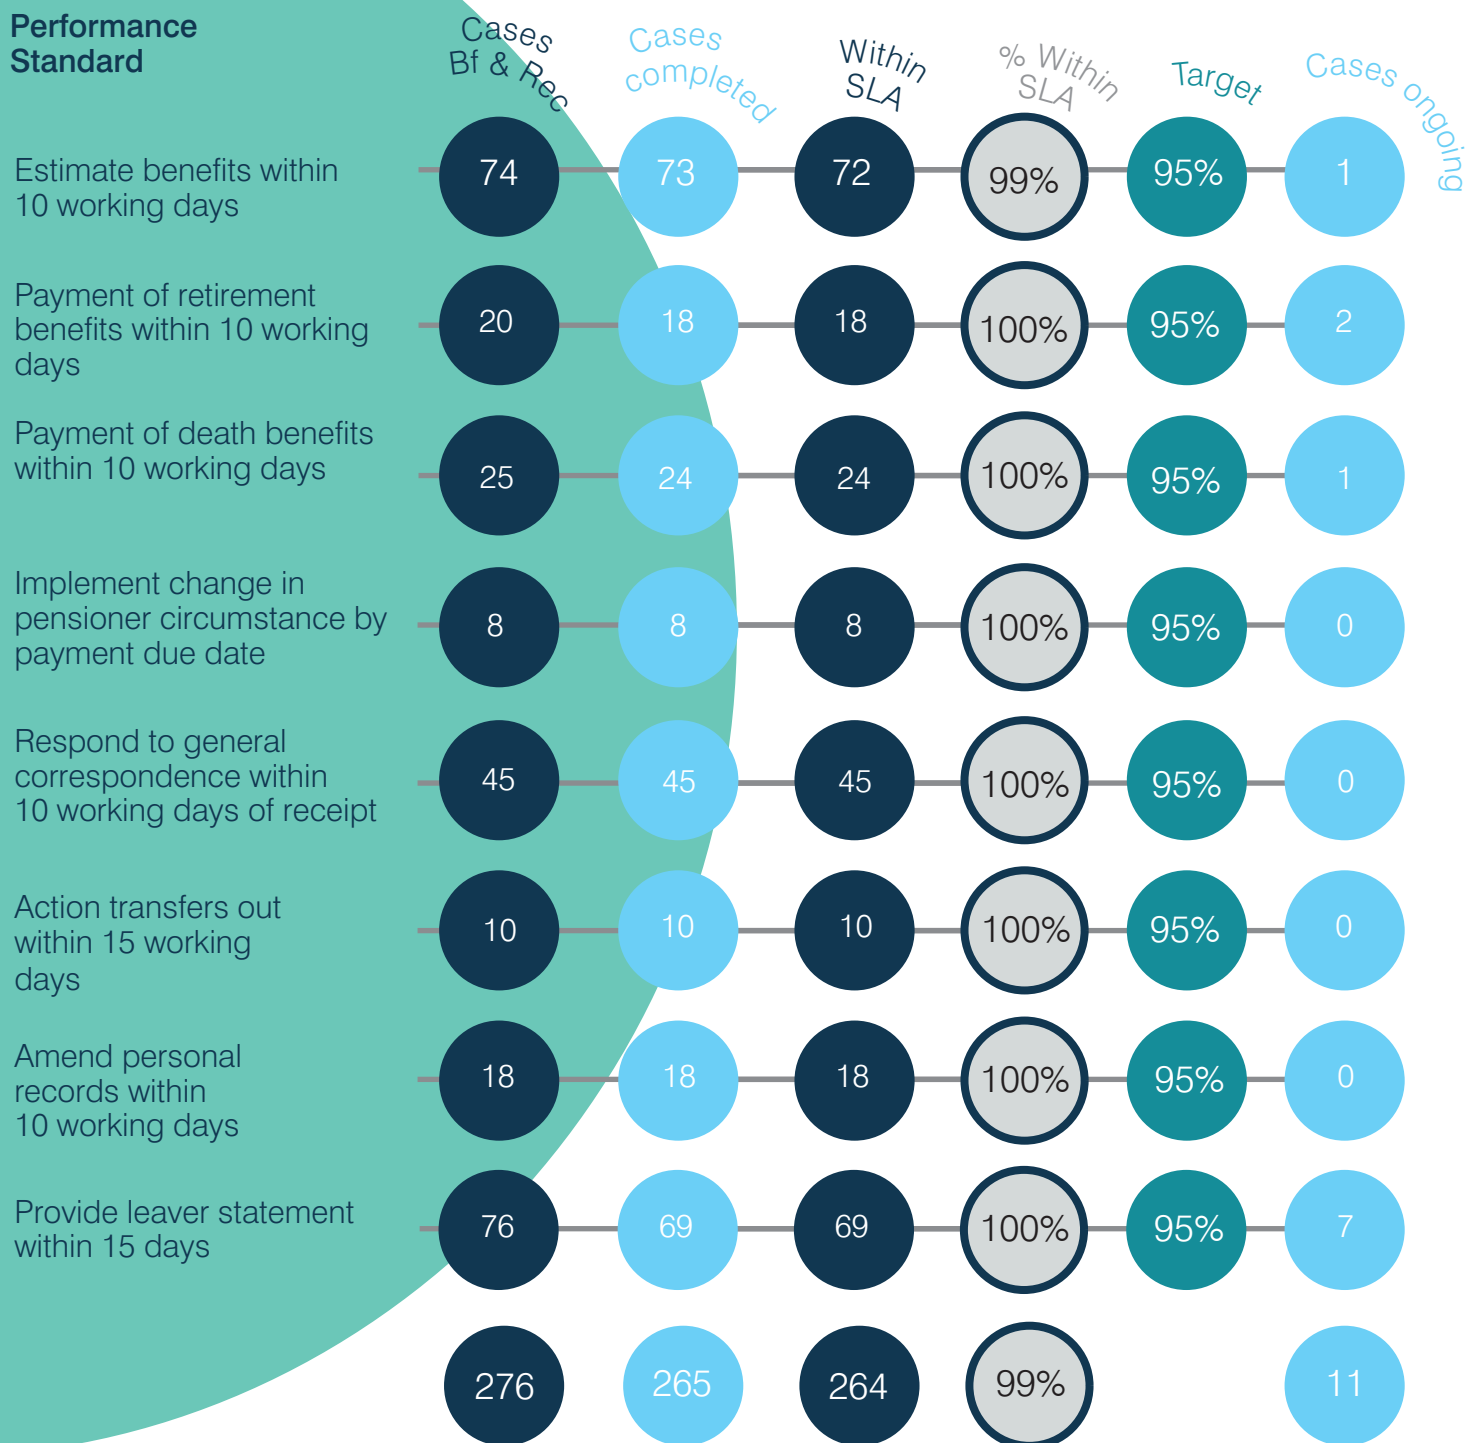 Performance
Standard
Cases
Bf & Rec
Cases
completed
Within
SLA
% Within
SLA
Target
Cases ongoing
Estimate benefits within
10 working days
74 73 72 99% 95% 1
Payment of retirement
benefits within 10 working
days
20 18 18 100% 95% 2
Payment of death benefits
within 10 working days
25 24 24 100% 95% 1
Implement change in
pensioner circumstance by
payment due date
8 8 8 100% 95% 0
Respond to general
correspondence within
10 working days of receipt
45 45 45 100% 95% 0
Action transfers out
within 15 working
days
10 10 10 100% 95% 0
Amend personal
records within
10 working days
18 18 18 100% 95% 0
Provide leaver statement
within 15 days
76 69 69 100% 95% 7
276 265 264 99% 11